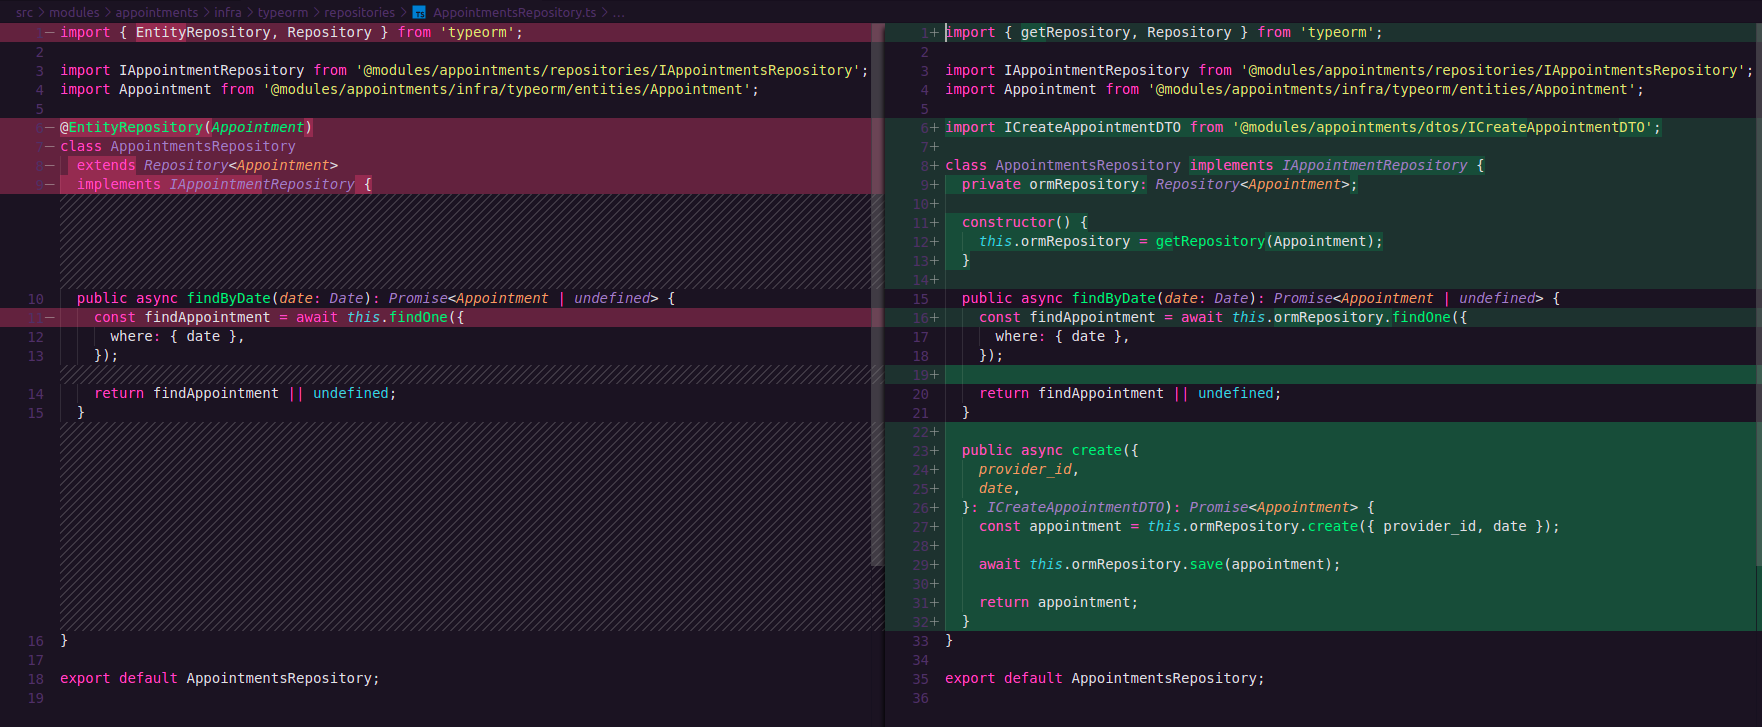 src > modules > appointments > infra > typeorm > repositories > TS AppointmentsRepository.ts > ...
1− import { EntityRepository, Repository } from 'typeorm';
2
3 import IAppointmentRepository from '@modules/appointments/repositories/IAppointmentsRepository';
4 import Appointment from '@modules/appointments/infra/typeorm/entities/Appointment';
5
6− @EntityRepository(Appointment)
7− class AppointmentsRepository
8− extends Repository<Appointment>
9− implements IAppointmentRepository {
10 public async findByDate(date: Date): Promise<Appointment | undefined> {
11− const findAppointment = await this.findOne({
12 where: { date },
13 });
14 return findAppointment || undefined;
15 }
16 }
17
18 export default AppointmentsRepository;
19
1+ import { getRepository, Repository } from 'typeorm';
2
3 import IAppointmentRepository from '@modules/appointments/repositories/IAppointmentsRepository';
4 import Appointment from '@modules/appointments/infra/typeorm/entities/Appointment';
5
6+ import ICreateAppointmentDTO from '@modules/appointments/dtos/ICreateAppointmentDTO';
7+
8+ class AppointmentsRepository implements IAppointmentRepository {
9+ private ormRepository: Repository<Appointment>;
10+
11+ constructor() {
12+ this.ormRepository = getRepository(Appointment);
13+ }
14+
15 public async findByDate(date: Date): Promise<Appointment | undefined> {
16+ const findAppointment = await this.ormRepository.findOne({
17 where: { date },
18 });
19+
20 return findAppointment || undefined;
21 }
22+
23+ public async create({
24+ provider_id,
25+ date,
26+ }: ICreateAppointmentDTO): Promise<Appointment> {
27+ const appointment = this.ormRepository.create({ provider_id, date });
28+
29+ await this.ormRepository.save(appointment);
30+
31+ return appointment;
32+ }
33 }
34
35 export default AppointmentsRepository;
36